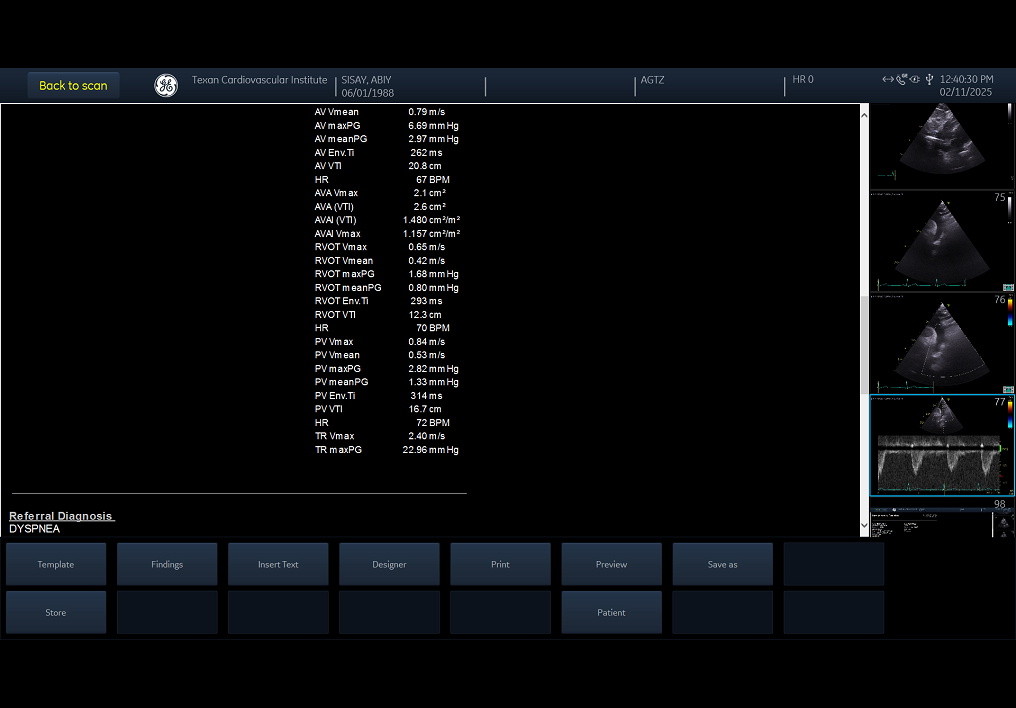 Back to scan
Texan Cardiovascular Institute
SISAY, ABIY
06/01/1988
AGTZ
HR 0
12:40:30 PM
02/11/2025
AV Vmean 0.79 m/s
AV maxPG 6.69 mmHg
AV meanPG 2.97 mmHg
AV Env.Ti 262 ms
AV VTI 20.8 cm
HR 67 BPM
AVA Vmax 2.1 cm²
AVA (VTI) 2.6 cm²
AVAI (VTI) 1.480 cm²/m²
AVAI Vmax 1.157 cm²/m²
RVOT Vmax 0.65 m/s
RVOT Vmean 0.42 m/s
RVOT maxPG 1.68 mmHg
RVOT meanPG 0.80 mmHg
RVOT Env.Ti 293 ms
RVOT VTI 12.3 cm
HR 70 BPM
PV Vmax 0.84 m/s
PV Vmean 0.53 m/s
PV maxPG 2.82 mmHg
PV meanPG 1.33 mmHg
PV Env.Ti 314 ms
PV VTI 16.7 cm
HR 72 BPM
TR Vmax 2.40 m/s
TR maxPG 22.96 mmHg
Referral Diagnosis
DYSPNEA
75
76
77
98
Template
Findings
Insert Text
Designer
Print
Preview
Save as
Store
Patient